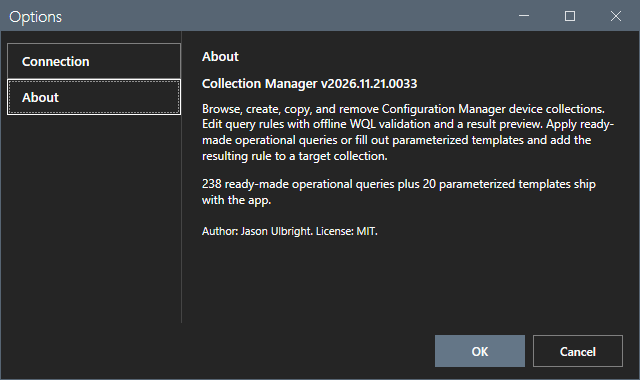 Options
Connection
About
About
Collection Manager v2026.11.21.0033
Browse, create, copy, and remove Configuration Manager device collections.
Edit query rules with offline WQL validation and a result preview. Apply ready-
made operational queries or fill out parameterized templates and add the
resulting rule to a target collection.
238 ready-made operational queries plus 20 parameterized templates ship
with the app.
Author: Jason Ulbright. License: MIT.
OK
Cancel